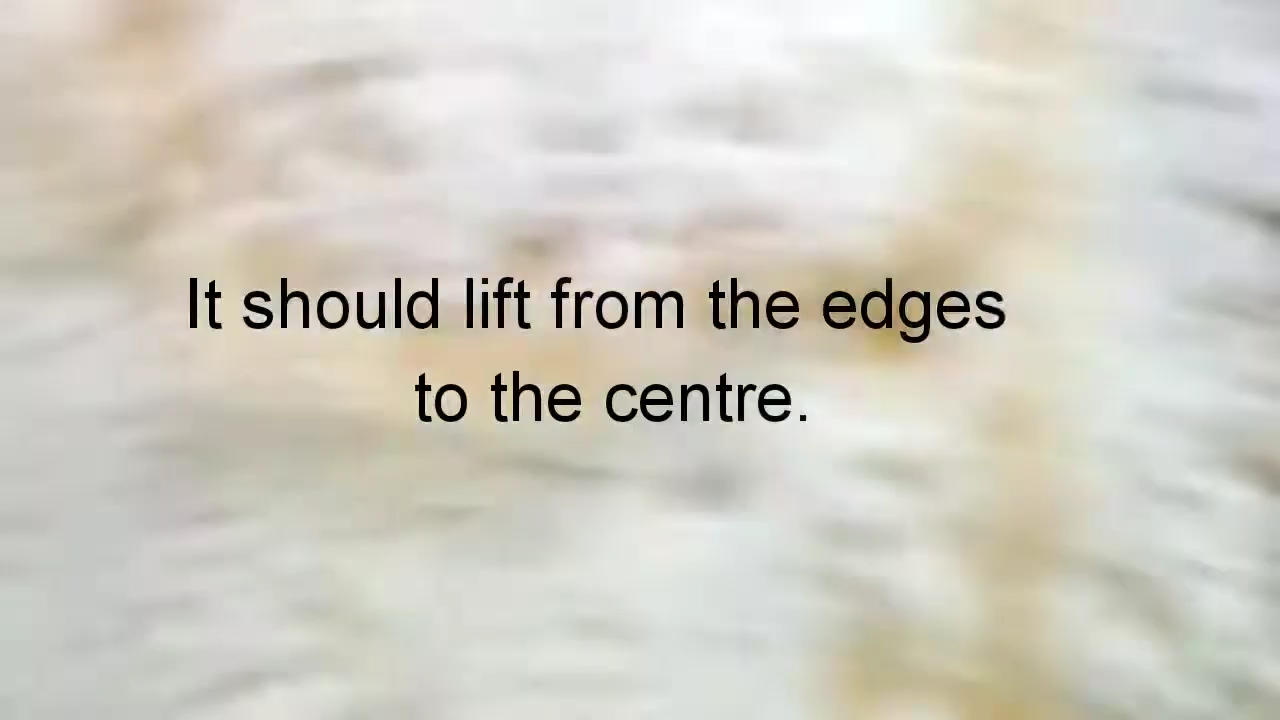 It should lift from the edges
to the centre.